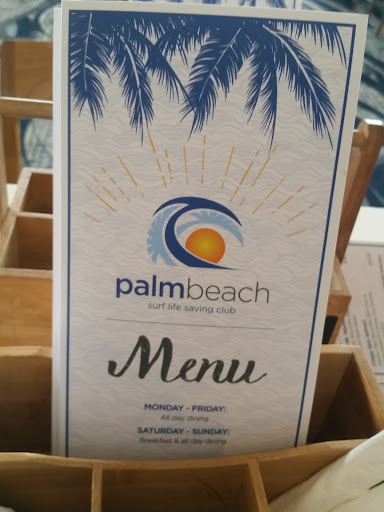 palmbeach
surf life saving club
Menu
MONDAY - FRIDAY:
All day dining
SATURDAY - SUNDAY:
Breakfast & all day dining